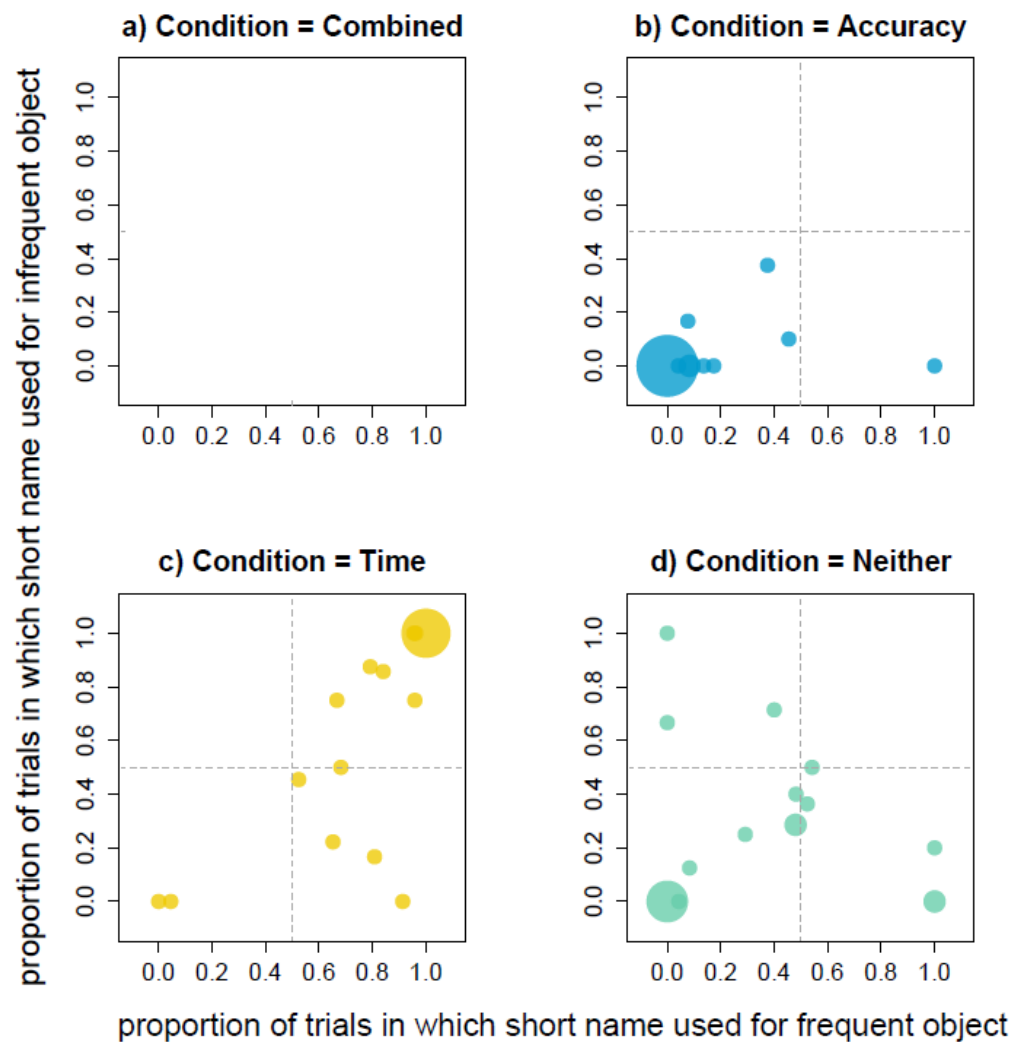 a) Condition = Combined
b) Condition = Accuracy
proportion of trials in which short name used for infrequent object
1.0
0.8
0.6
0.4
0.2
0.0
0.0 0.2 0.4 0.6 0.8 1.0
1.0
0.8
0.6
0.4
0.2
0.0
0.0 0.2 0.4 0.6 0.8 1.0
c) Condition = Time
d) Condition = Neither
1.0
0.8
0.6
0.4
0.2
0.0
0.0 0.2 0.4 0.6 0.8 1.0
1.0
0.8
0.6
0.4
0.2
0.0
0.0 0.2 0.4 0.6 0.8 1.0
proportion of trials in which short name used for frequent object